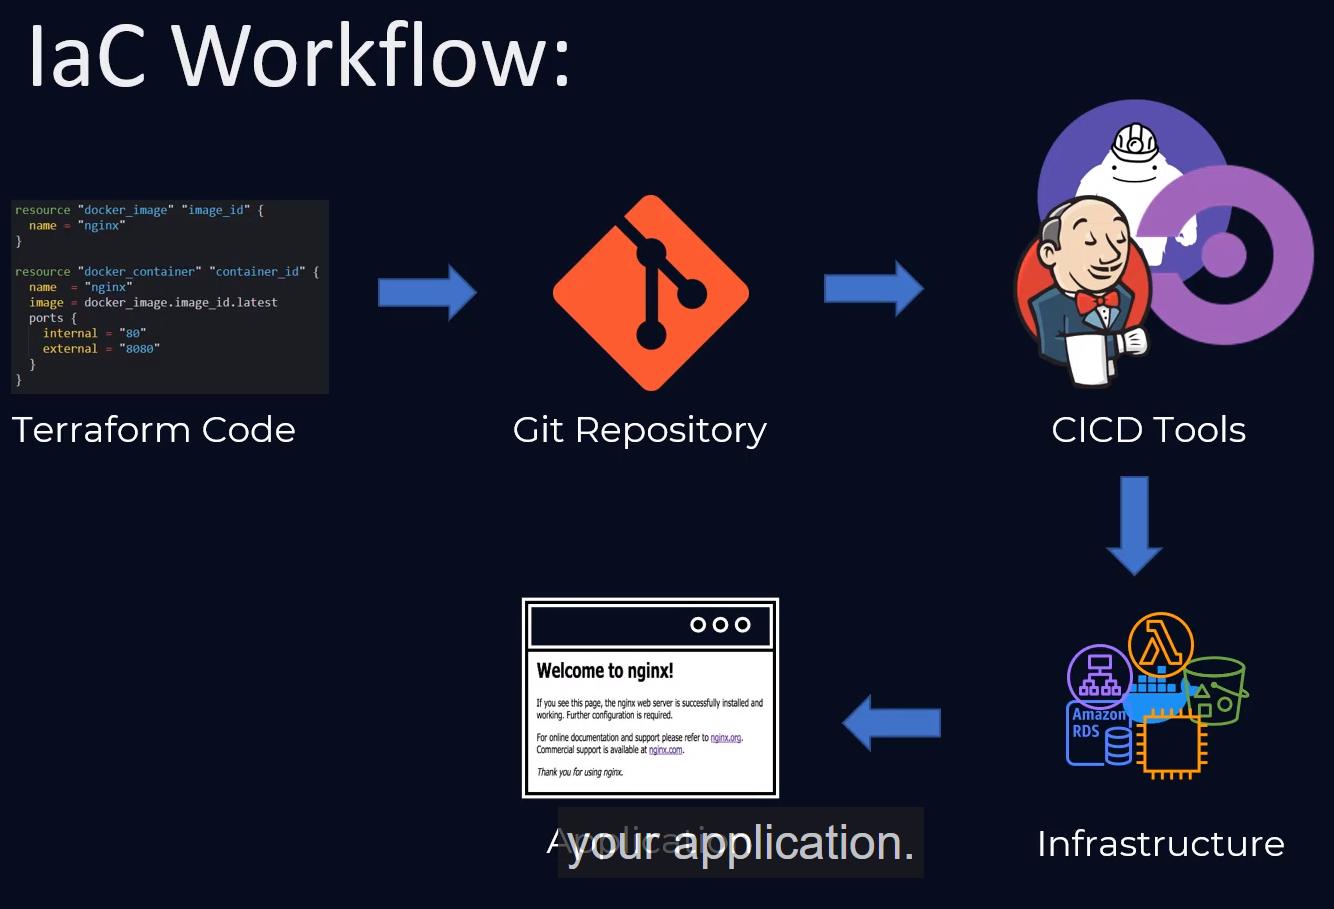 IaC Workflow:
resource "docker_image" "image_id" {
name = "nginx"
}
resource "docker_container" "container_id" {
name = "nginx"
image = docker_image.image_id.latest
ports {
internal = "80"
external = "8080"
}
}
Terraform Code
Git Repository
CICD Tools
Welcome to nginx!
If you see this page, the nginx web server is successfully installed and
working. Further configuration is required.
For online documentation and support please refer to nginx.org.
Commercial support is available at nginx.com.
Thank you for using nginx.
Amazon
RDS
Application
your application.
Infrastructure